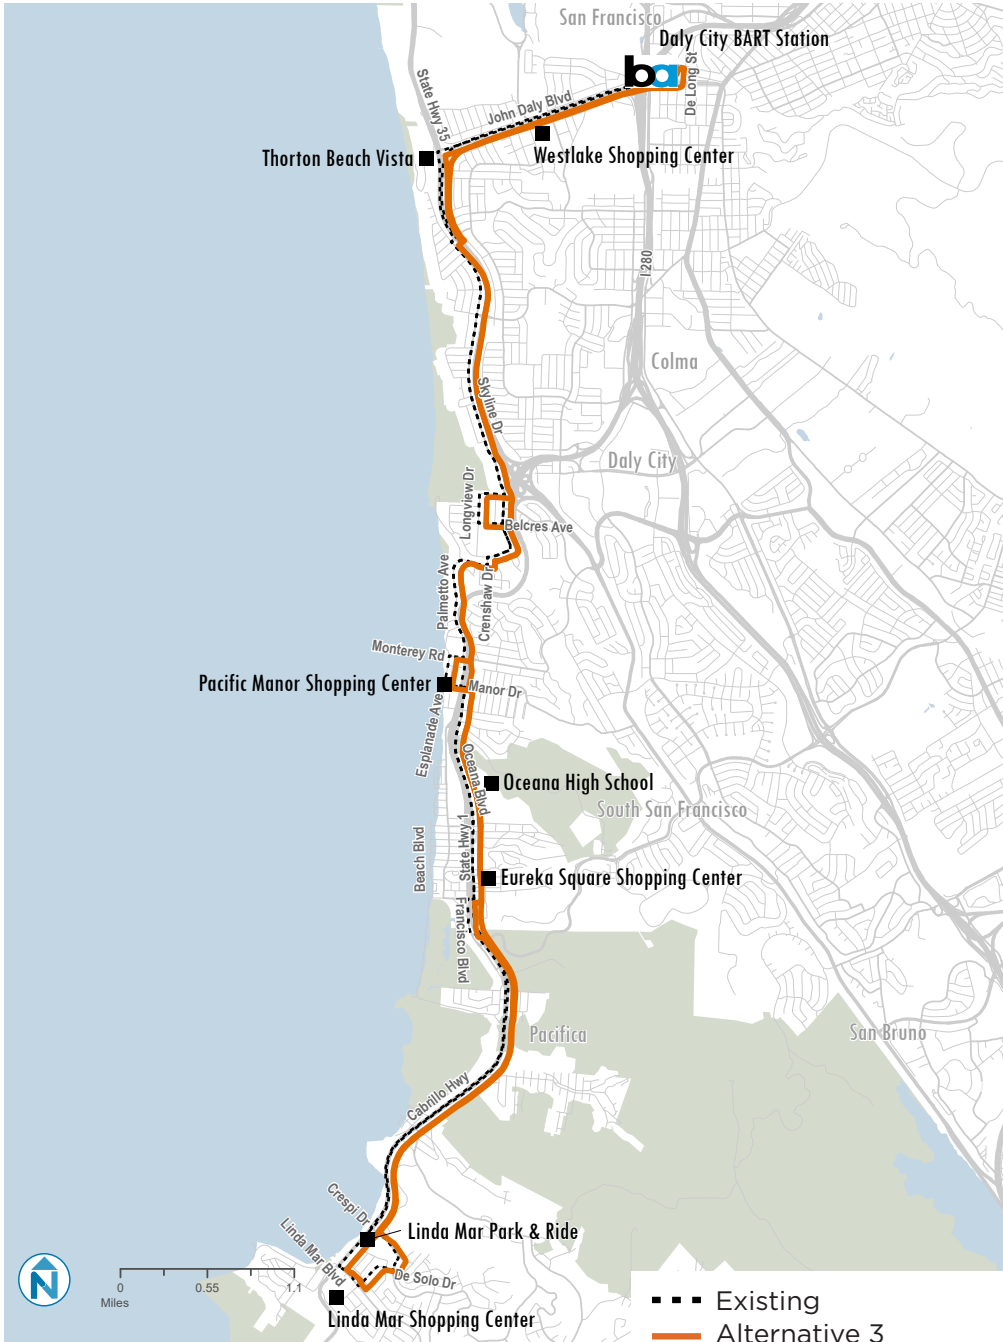 San Francisco
Daly City BART Station
ba
De Long St
State Hwy 35
John Daly Blvd
Thorton Beach Vista
Westlake Shopping Center
I 280
Colma
Skyline Dr
Daly City
Longview Dr
Belcres Ave
Palmetto Ave
Crenshaw Dr
Monterey Rd
Pacific Manor Shopping Center
Manor Dr
Esplanade Ave
Oceana Blvd
Oceana High School
South San Francisco
State Hwy 1
Beach Blvd
Eureka Square Shopping Center
Francisco Blvd
Pacifica
San Bruno
Cabrillo Hwy
Crespi Dr
Linda Mar Park & Ride
Linda Mar Blvd
De Solo Dr
N
0 0.55 1.1
Miles
Linda Mar Shopping Center
Existing
Alternative 3